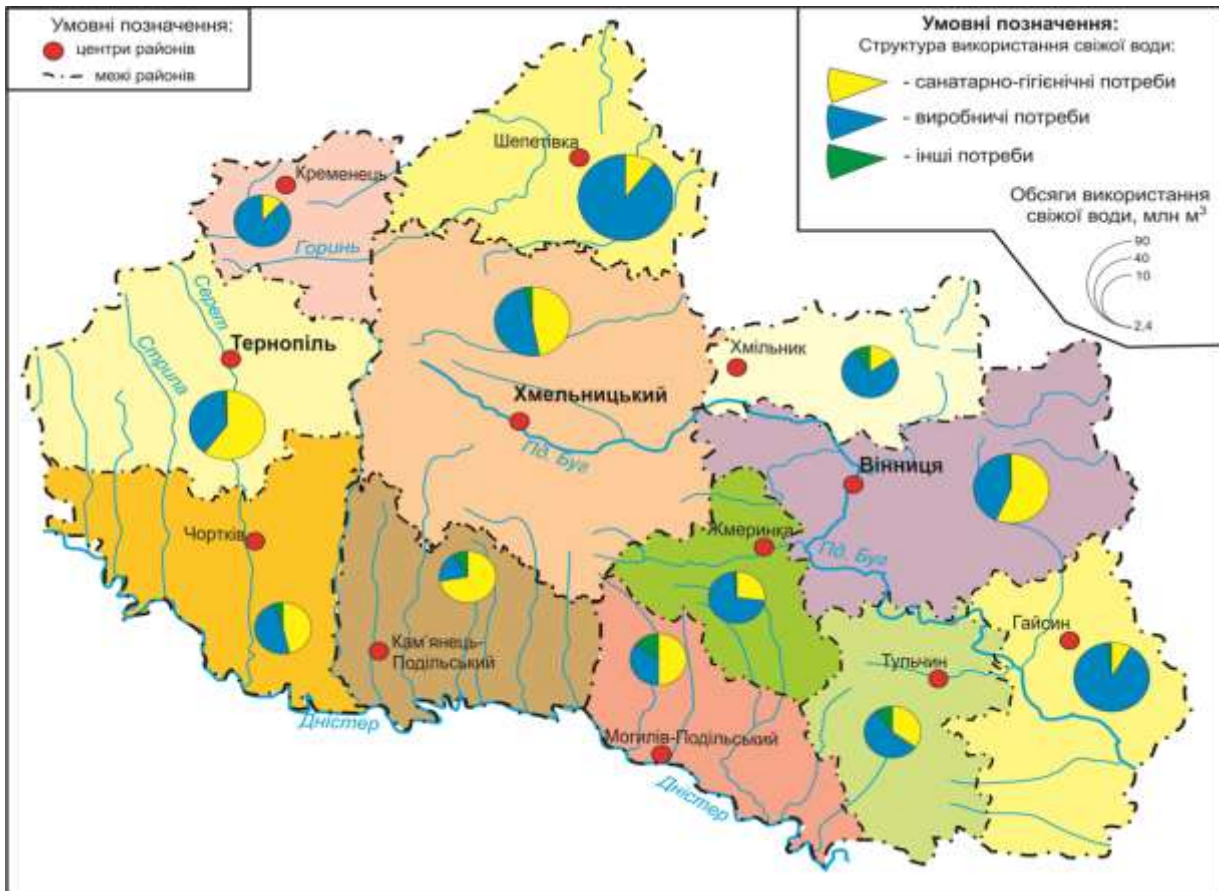 Умовні позначення:
центри районів
межі районів
Умовні позначення:
Структура використання свіжої води:
- санатарно-гігієнічні потреби
- виробничі потреби
- інші потреби
Обсяги використання
свіжої води, млн м³
90
40
10
2,4
Шепетівка
Кременець
Горинь
Серет
Тернопіль
Стрипа
Хмільник
Хмельницький
Пд. Буг
Вінниця
Чортків
Жмеринка
Пд. Буг
Гайсин
Кам'янець-
Подільський
Тульчин
Дністер
Могилів-Подільський
Дністер